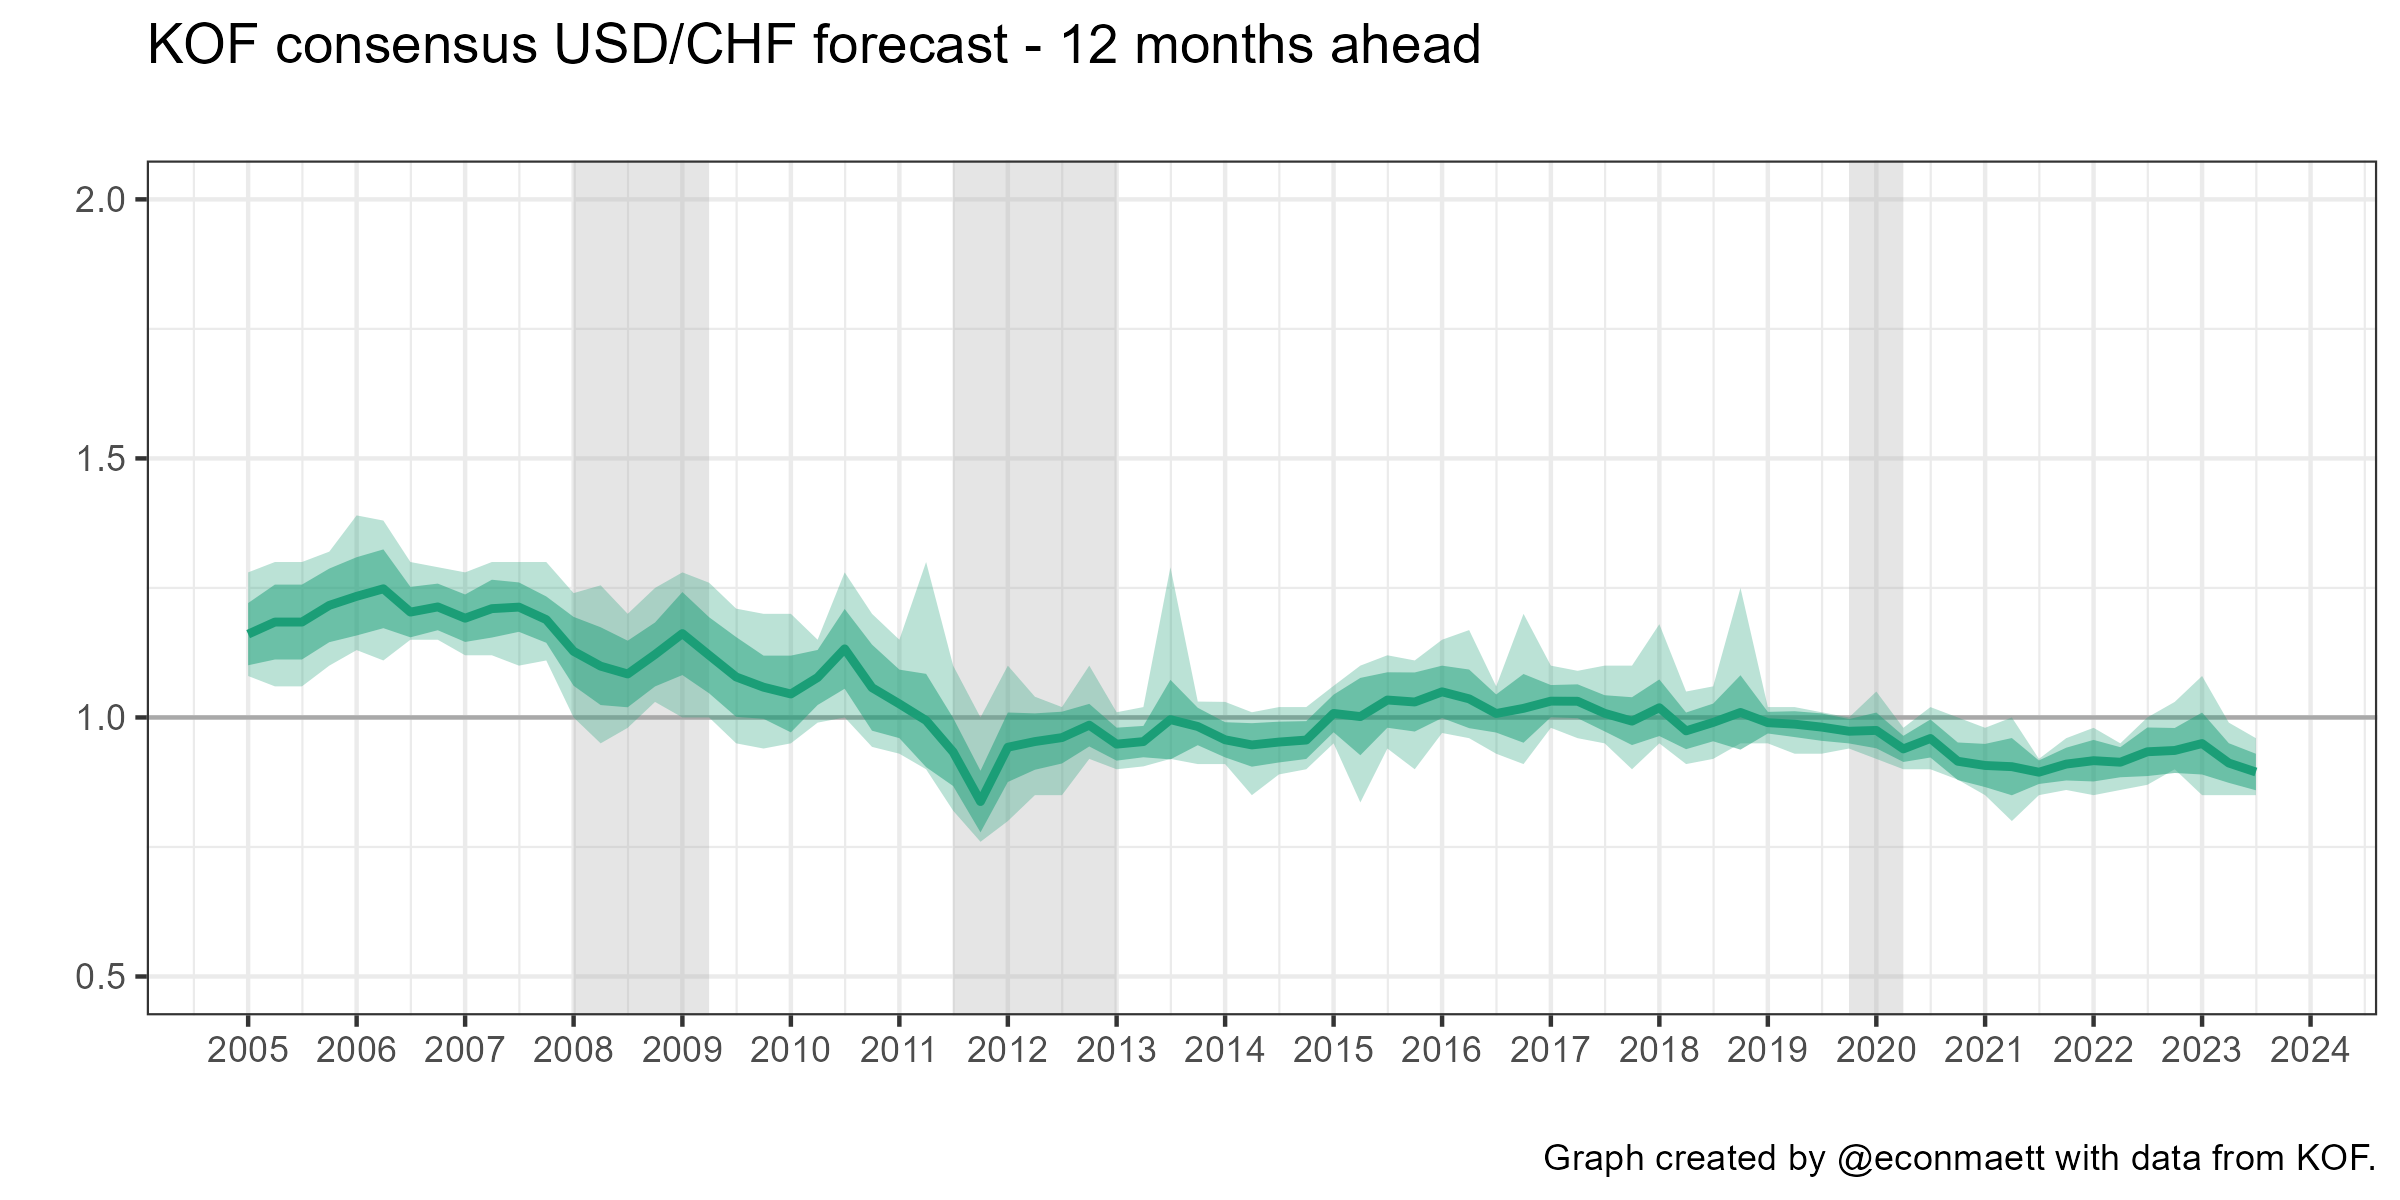 KOF consensus USD/CHF forecast - 12 months ahead
2.0
1.5
1.0
0.5
2005 2006 2007 2008 2009 2010 2011 2012 2013 2014 2015 2016 2017 2018 2019 2020 2021 2022 2023 2024
Graph created by @econmaett with data from KOF.